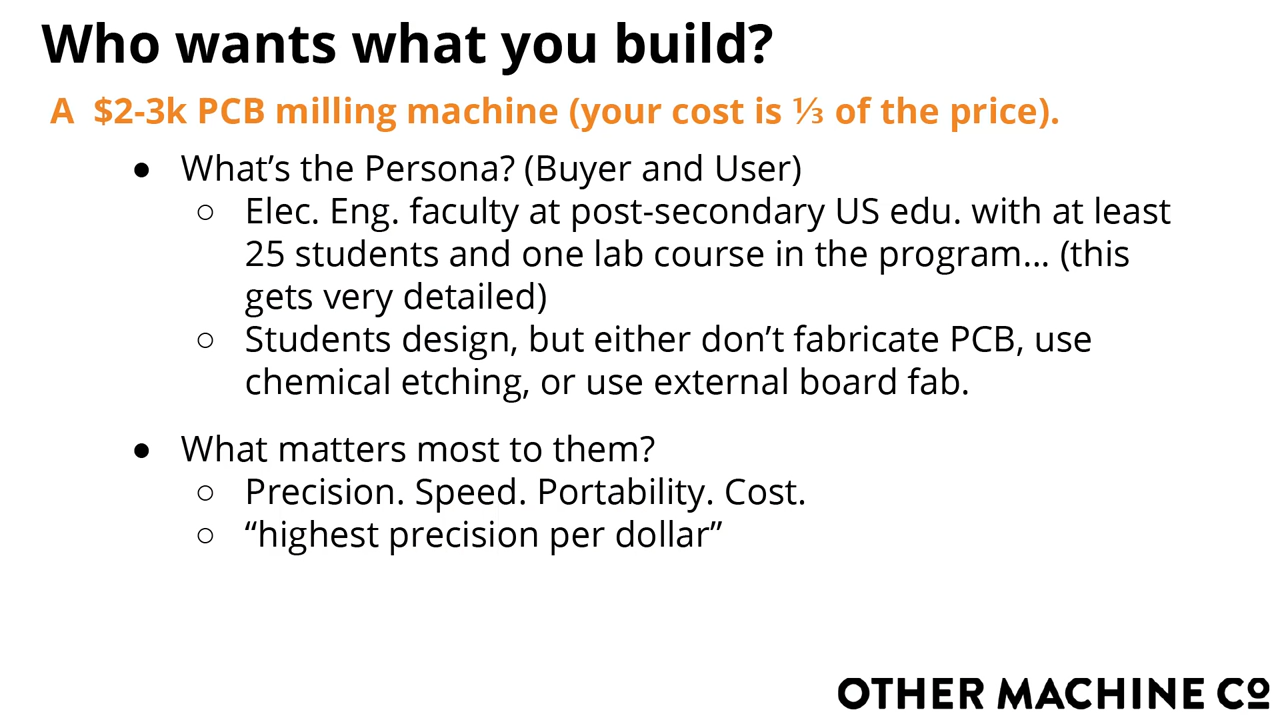 Who wants what you build?
A $2-3k PCB milling machine (your cost is ⅓ of the price).
● What’s the Persona? (Buyer and User)
○ Elec. Eng. faculty at post-secondary US edu. with at least
25 students and one lab course in the program... (this
gets very detailed)
○ Students design, but either don’t fabricate PCB, use
chemical etching, or use external board fab.
● What matters most to them?
○ Precision. Speed. Portability. Cost.
○ “highest precision per dollar”
OTHER MACHINE Cº